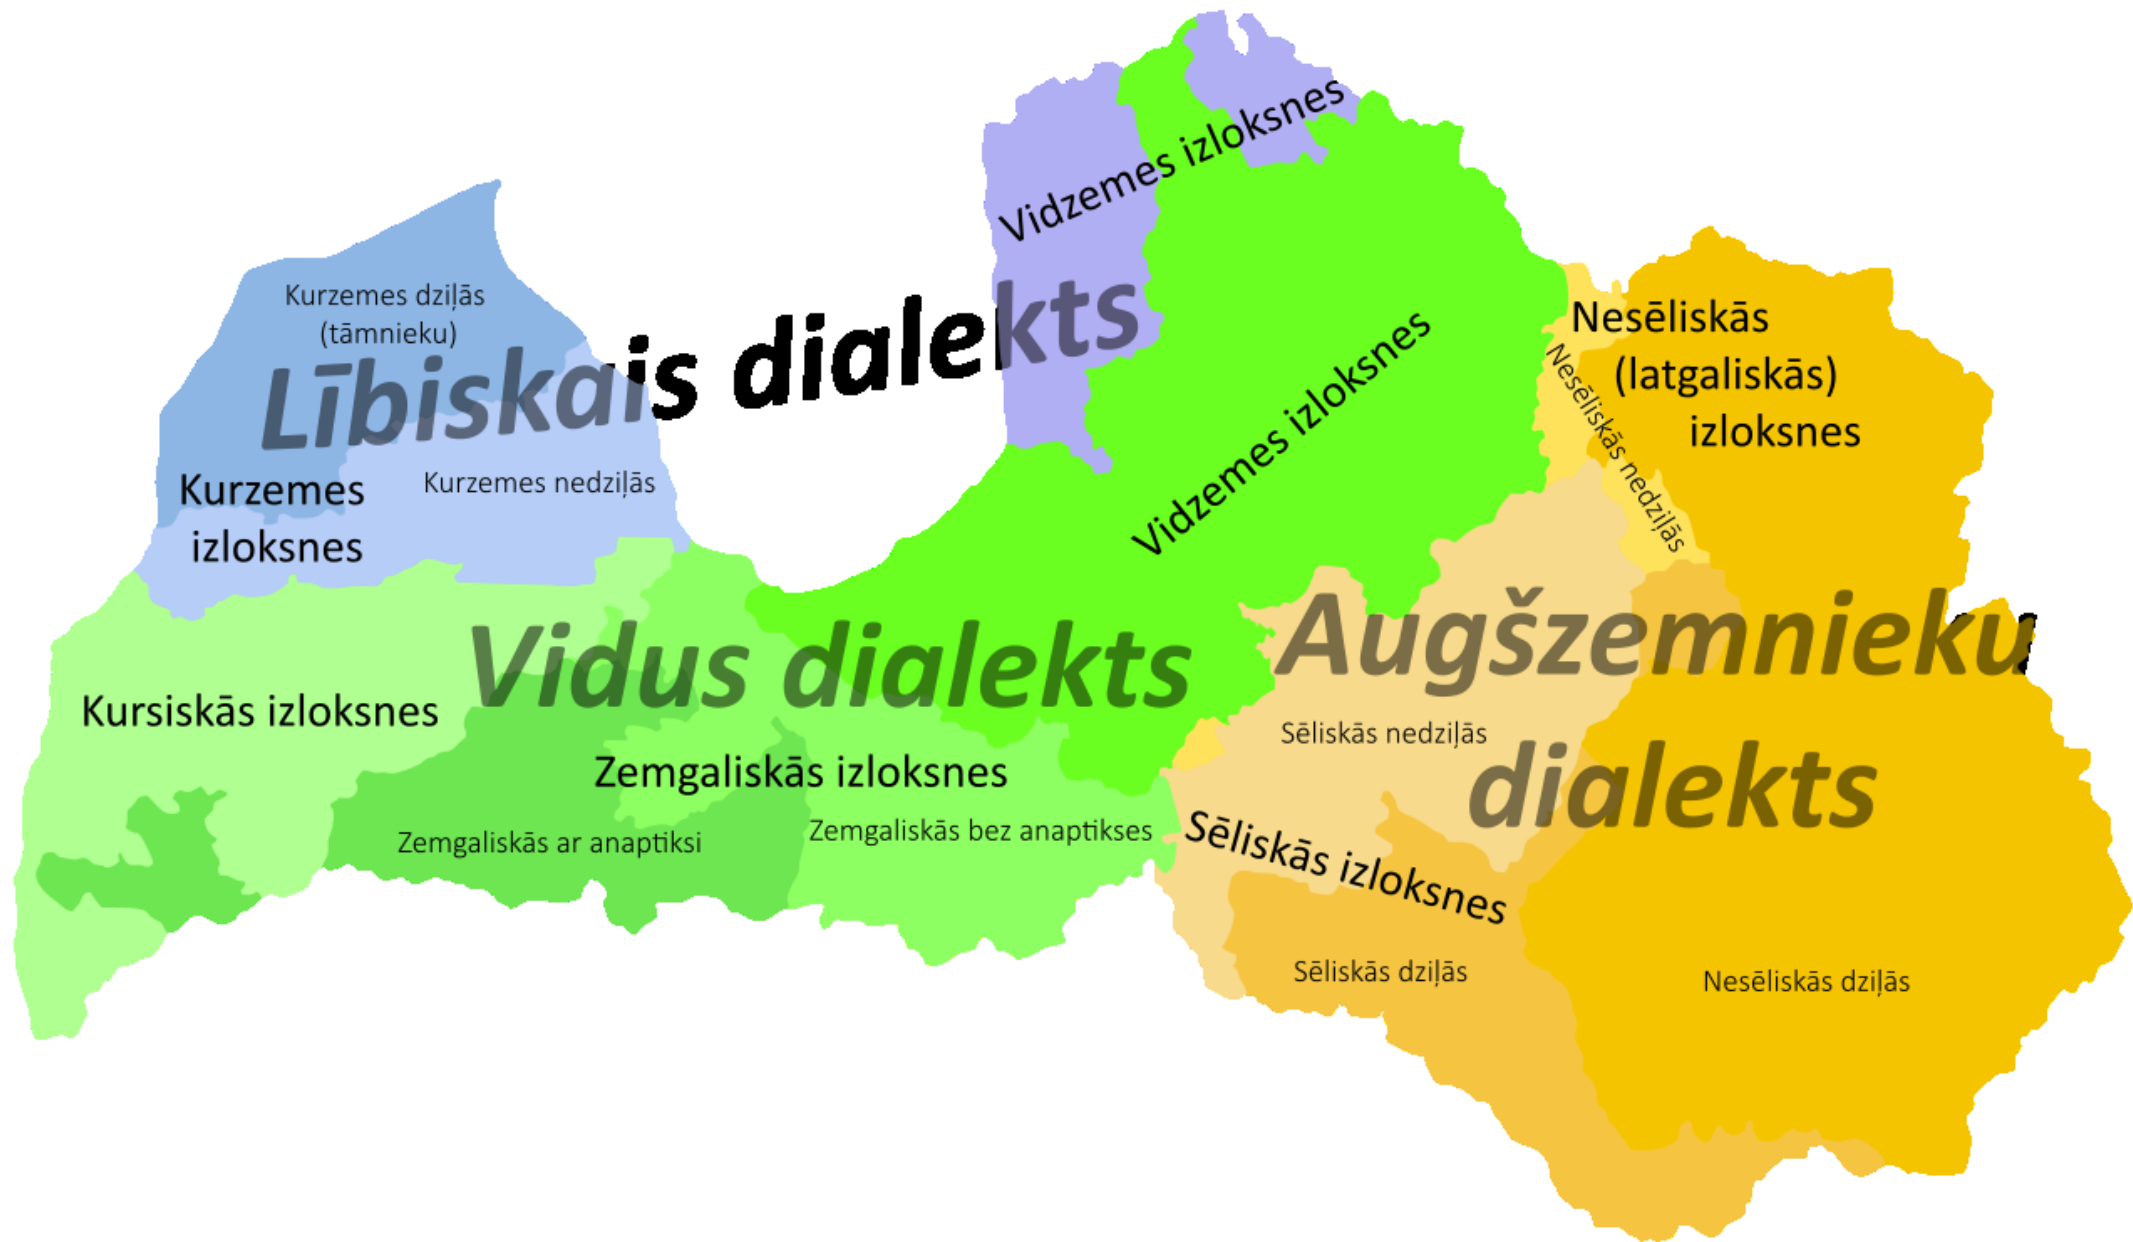 Vidzemes izloksnes
Kurzemes dziļās
(tāmnieku)
Lībiskais dialekts
Kurzemes
izloksnes
Kurzemes nedziļās
Vidzemes izloksnes
Nesēliskās
(latgaliskās)
izloksnes
Nesēliskās nedziļās
Vidus dialekts
Augšzemnieku
dialekts
Kursiskās izloksnes
Zemgaliskās izloksnes
Zemgaliskās ar anaptiksi
Zemgaliskās bez anaptikses
Sēliskās nedziļās
Sēliskās izloksnes
Sēliskās dziļās
Nesēliskās dziļās